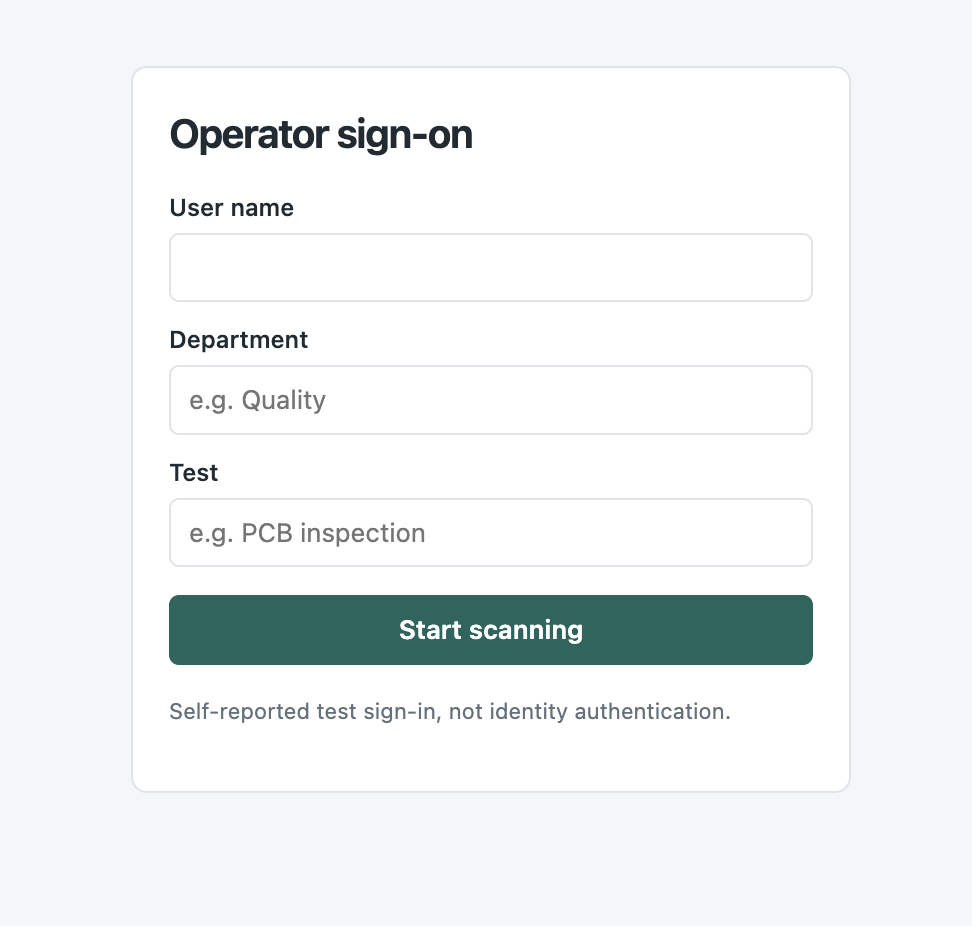 Operator sign-on
User name
Department
e.g. Quality
Test
e.g. PCB inspection
Start scanning
Self-reported test sign-in, not identity authentication.